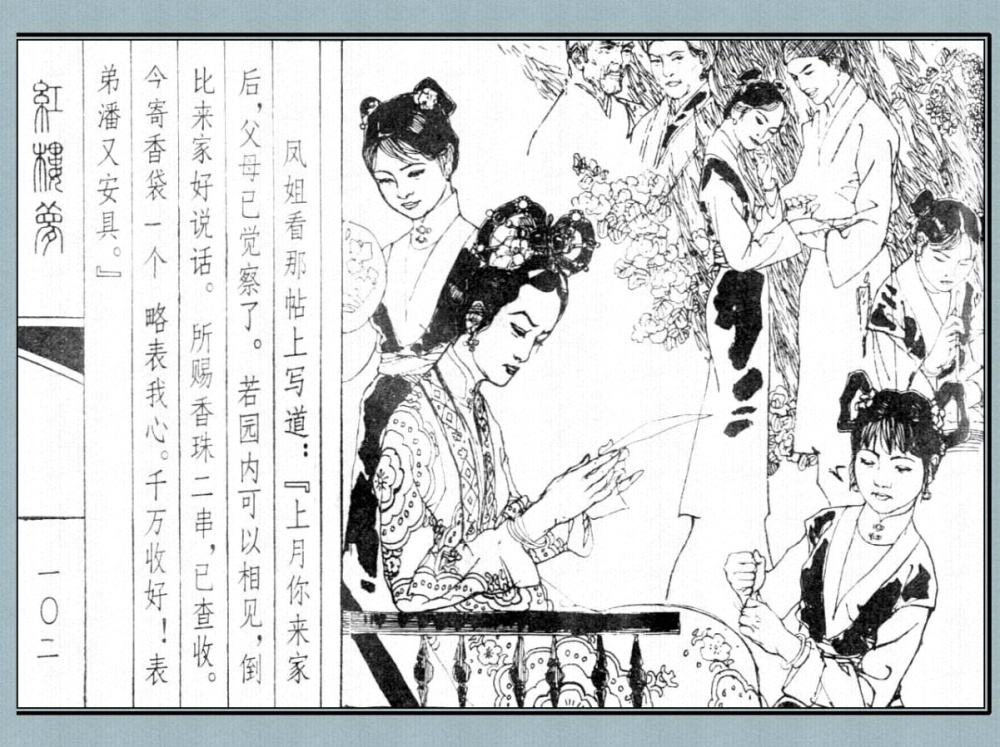 凤姐看那帖上写道：『上月你来家
后，父母已觉察了。若园内可以相见，倒
比来家好说话。所赐香珠二串，已查收。
今寄香袋一个 略表我心。千万收好！表
弟潘又安具。』
紅樓夢
一〇二